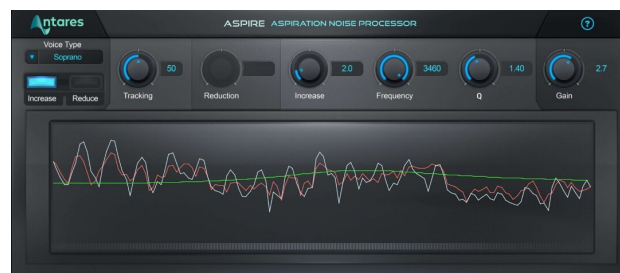 Antares
ASPIRE ASPIRATION NOISE PROCESSOR
?
Voice Type
Soprano
Increase Reduce
50
Tracking
Reduction
2.0
Increase
3460
Frequency
1.40
Q
2.7
Gain